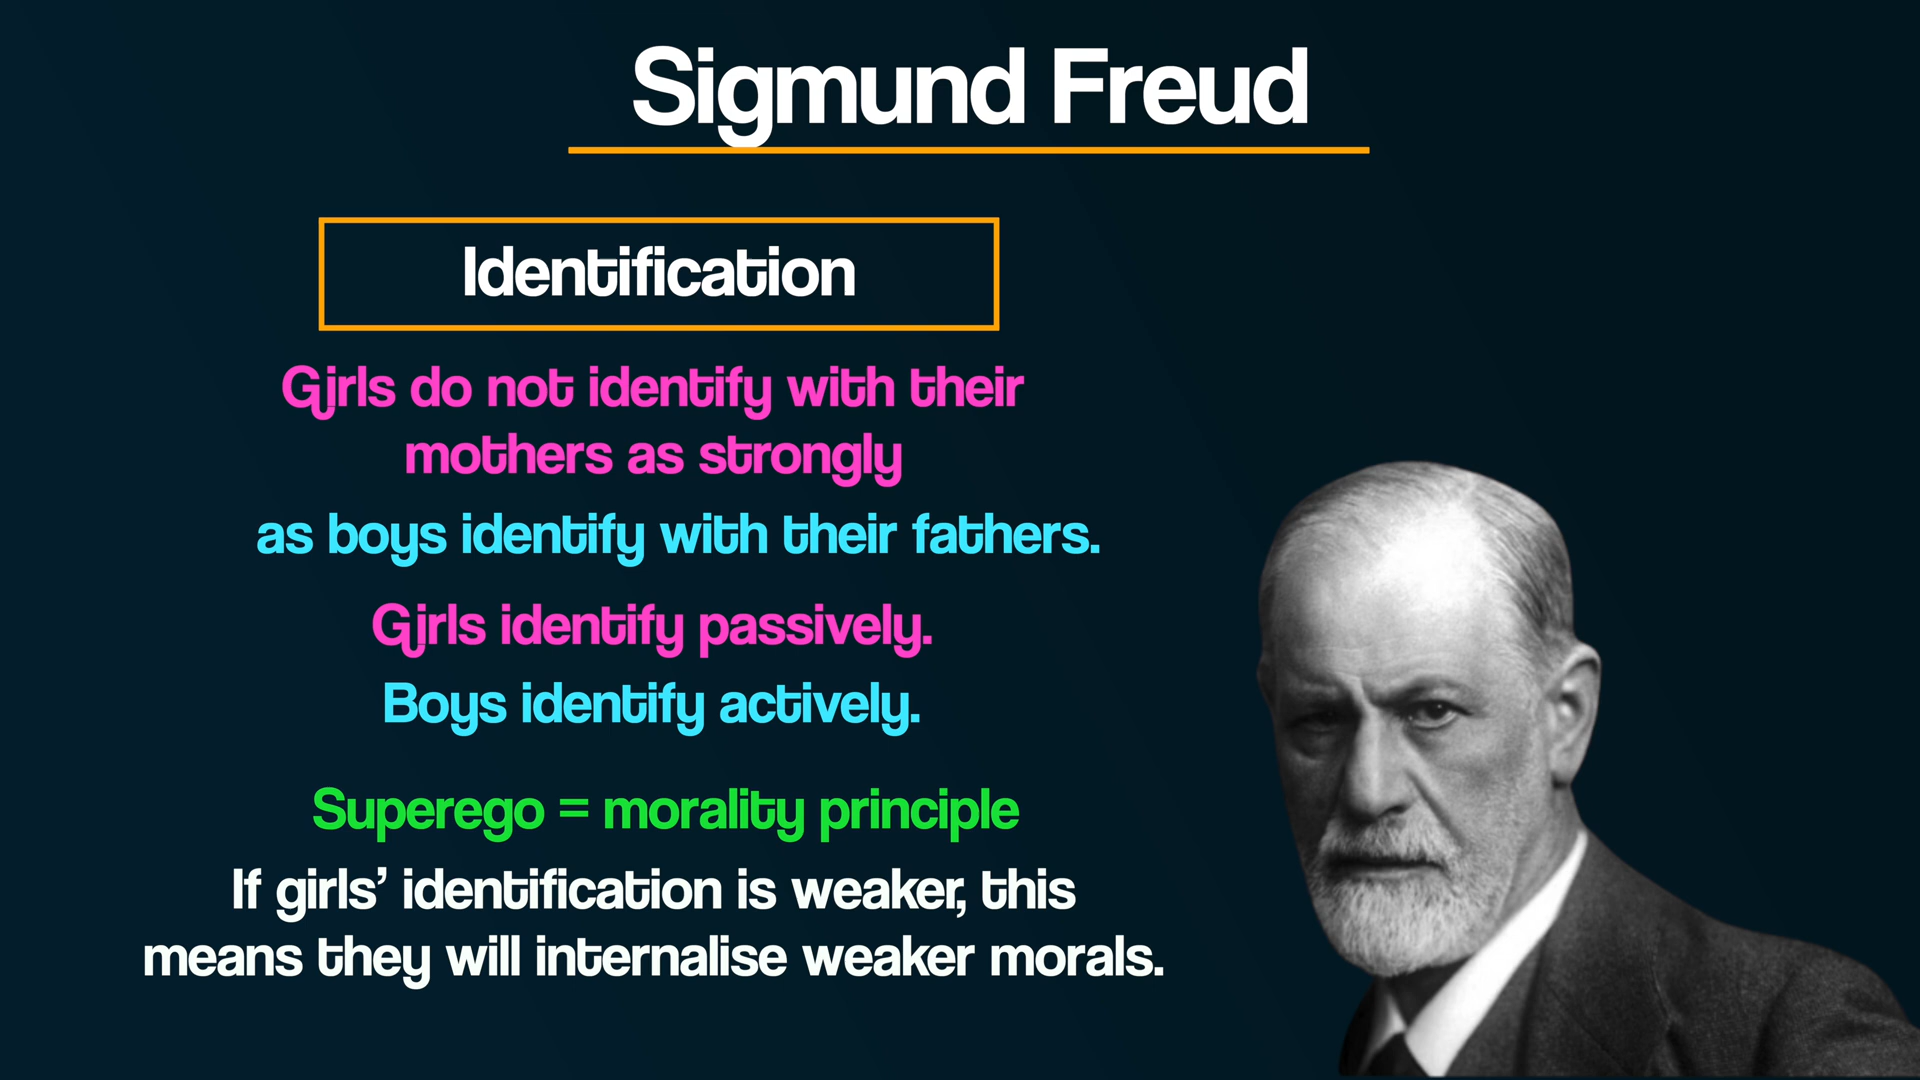 Sigmund Freud
Identification
Girls do not identify with their
mothers as strongly
as boys identify with their fathers.
Girls identify passively.
Boys identify actively.
Superego = morality principle
If girls’ identification is weaker, this
means they will internalise weaker morals.